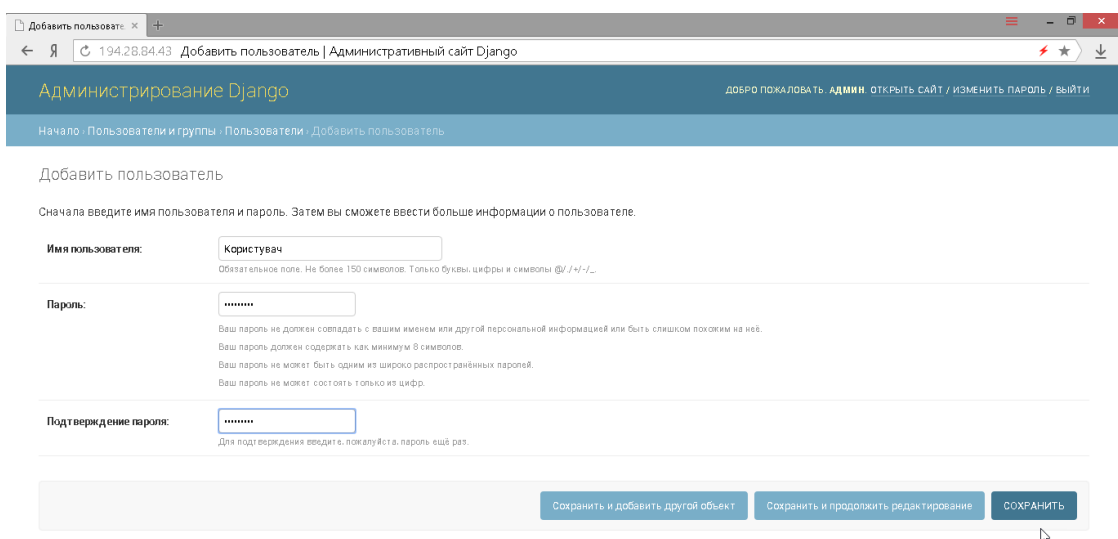 Добавить пользовате
194.28.84.43 Добавить пользователь | Административный сайт Django
Администрирование Django
ДОБРО ПОЖАЛОВАТЬ, АДМИН. ОТКРЫТЬ САЙТ / ИЗМЕНИТЬ ПАРОЛЬ / ВЫЙТИ
Начало › Пользователи и группы › Пользователи › Добавить пользователь
Добавить пользователь
Сначала введите имя пользователя и пароль. Затем вы сможете ввести больше информации о пользователе.
Имя пользователя: Користувач
Обязательное поле. Не более 150 символов. Только буквы, цифры и символы @/./+/-/_.
Пароль: •••••••••
Ваш пароль не должен совпадать с вашим именем или другой персональной информацией или быть слишком похожим на неё.
Ваш пароль должен содержать как минимум 8 символов.
Ваш пароль не может быть одним из широко распространённых паролей.
Ваш пароль не может состоять только из цифр.
Подтверждение пароля: •••••••••
Для подтверждения введите, пожалуйста, пароль ещё раз.
Сохранить и добавить другой объект Сохранить и продолжить редактирование СОХРАНИТЬ